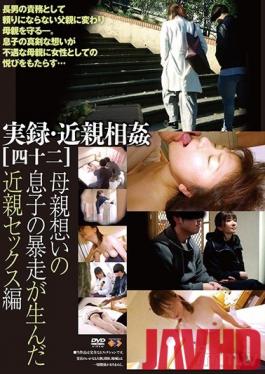 長男の責務として
頼りにならない父親に変わり
母親を守る―。
息子の真剣な想いが
不遇な母親に女性としての
悦びをもたらす…
実録・近親相姦
[四十二]
母親想いの
息子の暴走が生んだ
近親セックス編
DVD
JAVHD